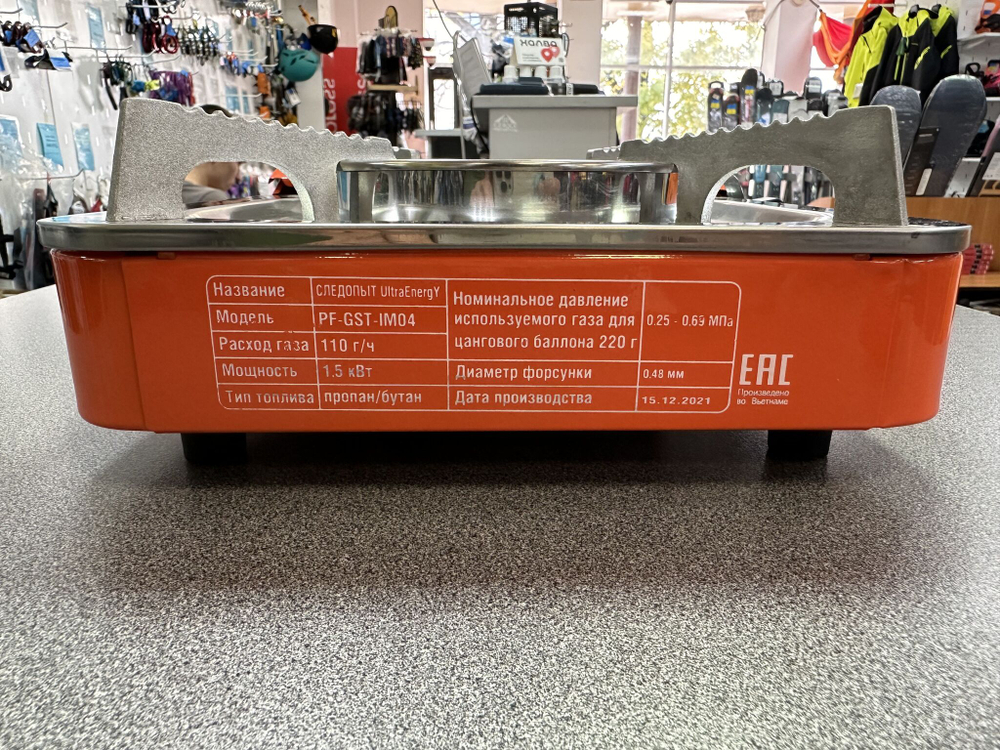 Название СЛЕДОПЫТ UltraEnergY
Модель PF-GST-IM04
Расход газа 110 г/ч
Мощность 1.5 кВт
Тип топлива пропан/бутан
Номинальное давление
используемого газа для
цангового баллона 220 г
0.25 - 0.69 МПа
Диаметр форсунки 0.48 мм
Дата производства 15.12.2021
EAC
Произведено
во Вьетнаме